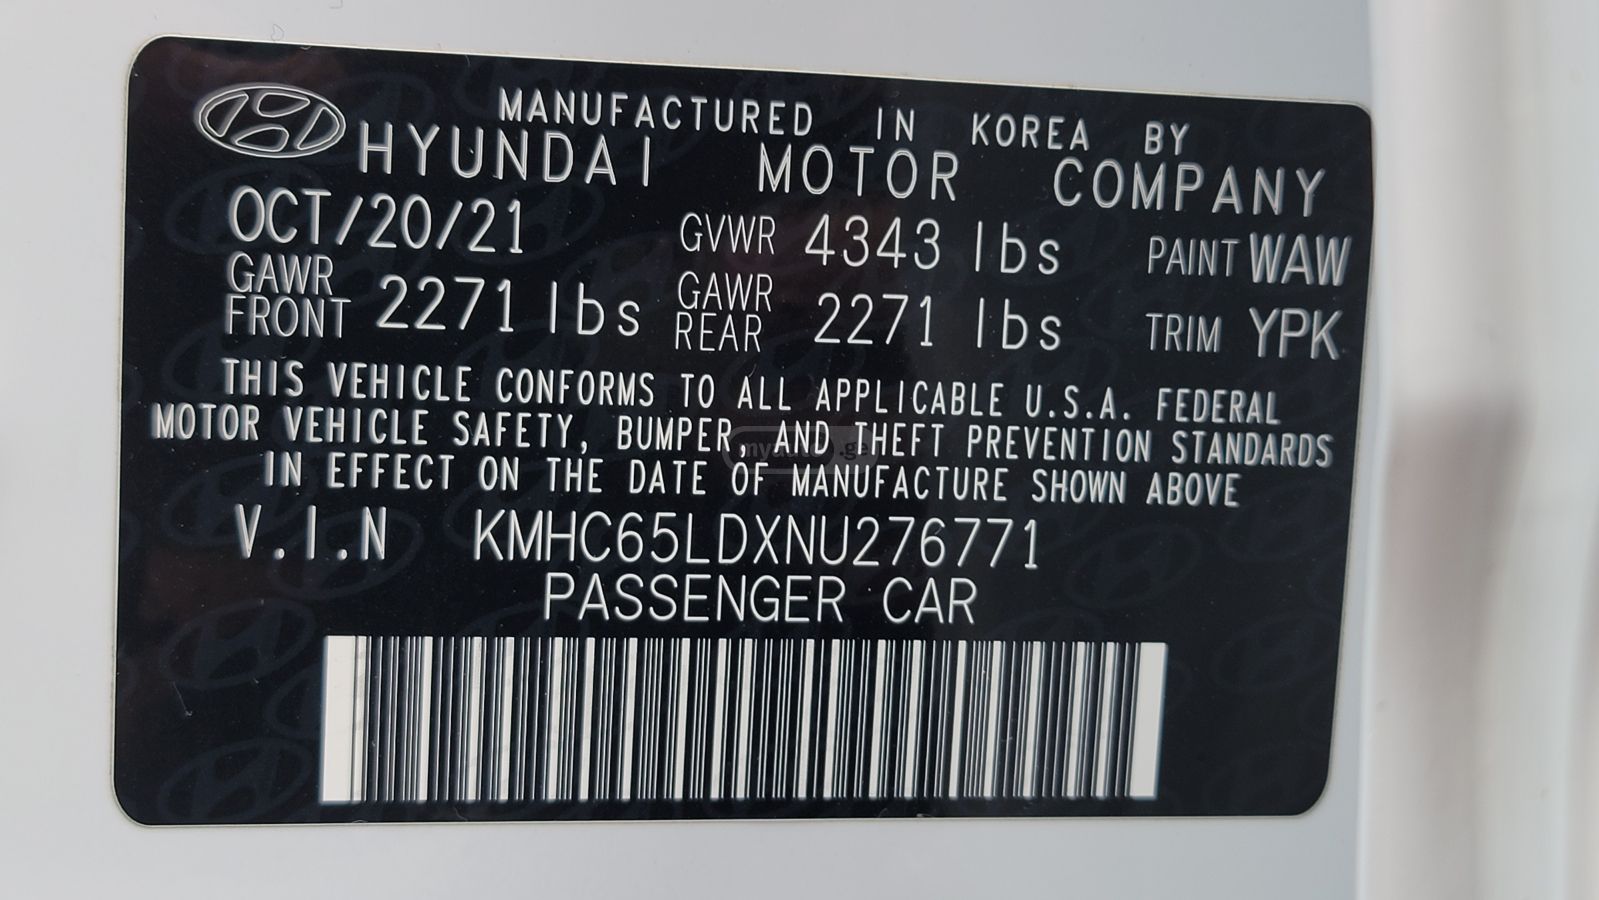 MANUFACTURED IN KOREA BY
HYUNDAI MOTOR COMPANY
OCT/20/21 GVWR 4343 lbs PAINT WAW
GAWR FRONT 2271 lbs GAWR REAR 2271 lbs TRIM YPK
THIS VEHICLE CONFORMS TO ALL APPLICABLE U.S.A. FEDERAL
MOTOR VEHICLE SAFETY, BUMPER, AND THEFT PREVENTION STANDARDS
IN EFFECT ON THE DATE OF MANUFACTURE SHOWN ABOVE
V.I.N KMHC65LDXNU276771
PASSENGER CAR
myauto.ge